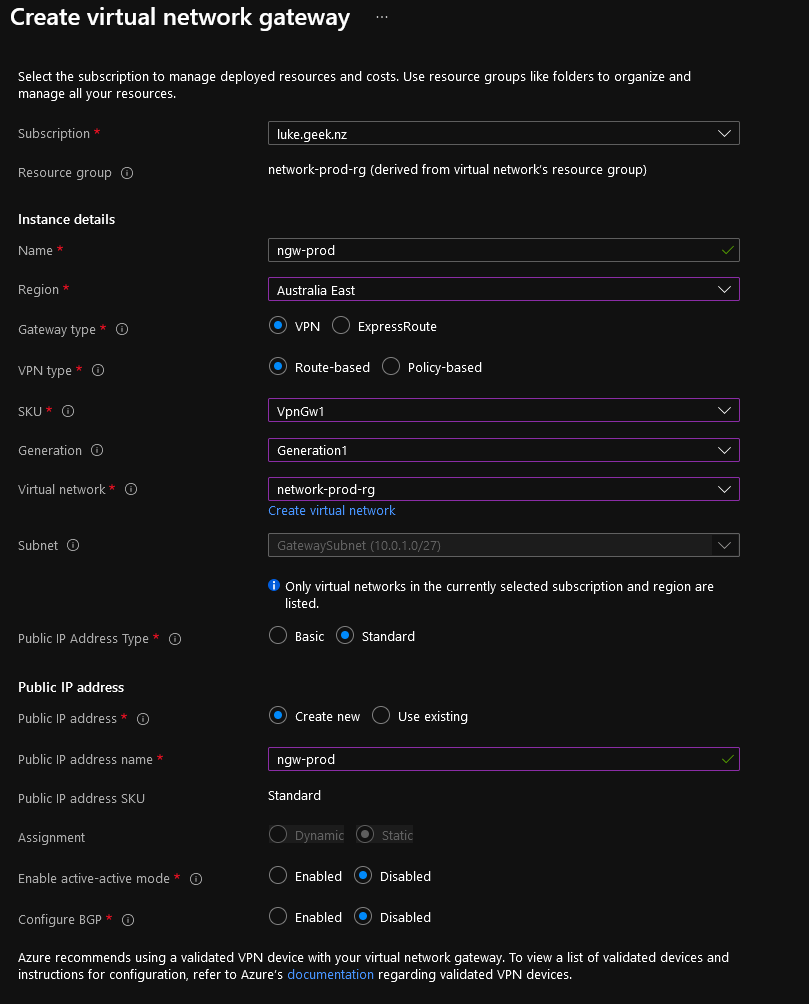 Create virtual network gateway ...
Select the subscription to manage deployed resources and costs. Use resource groups like folders to organize and
manage all your resources.
Subscription *
luke.geek.nz
Resource group
network-prod-rg (derived from virtual network's resource group)
Instance details
Name *
ngw-prod
Region *
Australia East
Gateway type *
VPN ExpressRoute
VPN type *
Route-based Policy-based
SKU *
VpnGw1
Generation
Generation1
Virtual network *
network-prod-rg
Create virtual network
Subnet
GatewaySubnet (10.0.1.0/27)
Only virtual networks in the currently selected subscription and region are
listed.
Public IP Address Type *
Basic Standard
Public IP address
Public IP address *
Create new Use existing
Public IP address name *
ngw-prod
Public IP address SKU
Standard
Assignment
Dynamic Static
Enable active-active mode *
Enabled Disabled
Configure BGP *
Enabled Disabled
Azure recommends using a validated VPN device with your virtual network gateway. To view a list of validated devices and
instructions for configuration, refer to Azure's documentation regarding validated VPN devices.